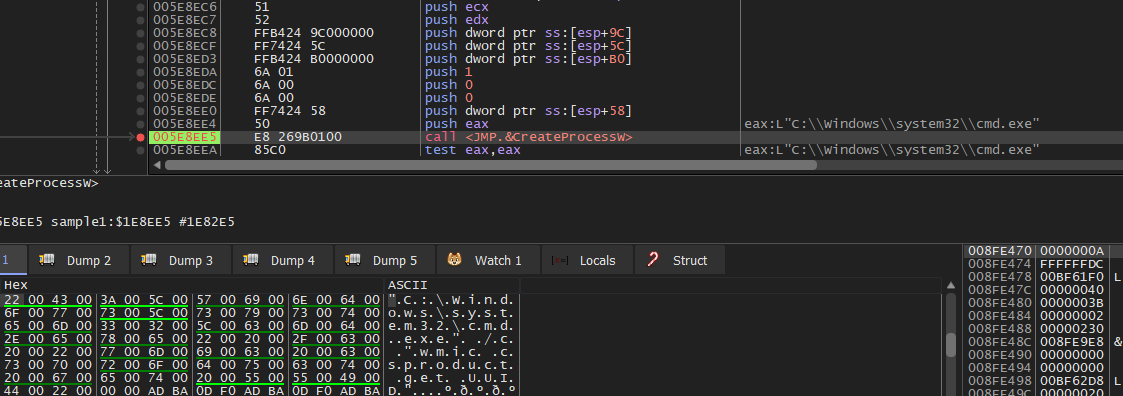 005E8EC6 51 push ecx
005E8EC7 52 push edx
005E8EC8 FFB424 9C000000 push dword ptr ss:[esp+9C]
005E8ECF FF7424 5C push dword ptr ss:[esp+5C]
005E8ED3 FFB424 B0000000 push dword ptr ss:[esp+B0]
005E8EDA 6A 01 push 1
005E8EDC 6A 00 push 0
005E8EDE 6A 00 push 0
005E8EE0 FF7424 58 push dword ptr ss:[esp+58]
005E8EE4 50 push eax eax:L"C:\\Windows\\system32\\cmd.exe"
005E8EE5 E8 269B0100 call <JMP.&CreateProcessW>
005E8EEA 85C0 test eax,eax eax:L"C:\\Windows\\system32\\cmd.exe"
eateProcessW>
5E8EE5 sample1:$1E8EE5 #1E82E5
1 Dump 2 Dump 3 Dump 4 Dump 5 Watch 1 Locals Struct
Hex ASCII
22 00 43 00 3A 00 5C 00 57 00 69 00 6E 00 64 00 ".C.:.\.W.i.n.d.
6F 00 77 00 73 00 5C 00 73 00 79 00 73 00 74 00 o.w.s.\.s.y.s.t.
65 00 6D 00 33 00 32 00 5C 00 63 00 6D 00 64 00 e.m.3.2.\.c.m.d.
2E 00 65 00 78 00 65 00 22 00 20 00 2F 00 63 00 ..e.x.e.". ./.c.
20 00 22 00 77 00 6D 00 69 00 63 00 20 00 63 00  .".w.m.i.c. .c.
73 00 70 00 72 00 6F 00 64 00 75 00 63 00 74 00 s.p.r.o.d.u.c.t.
20 00 67 00 65 00 74 00 20 00 55 00 55 00 49 00  .g.e.t. .U.U.I.
44 00 22 00 00 00 AD BA 0D F0 AD BA 0D F0 AD BA D."....º.ð.º.ð.º
008FE470 0000000A
008FE474 FFFFFFDC
008FE478 00BF61F0 L
008FE47C 00000040
008FE480 0000003B
008FE484 00000002
008FE488 00000230
008FE48C 008FE9E8 &
008FE490 00000000
008FE494 00000000
008FE498 00BF62D8 L
008FE49C 00000020